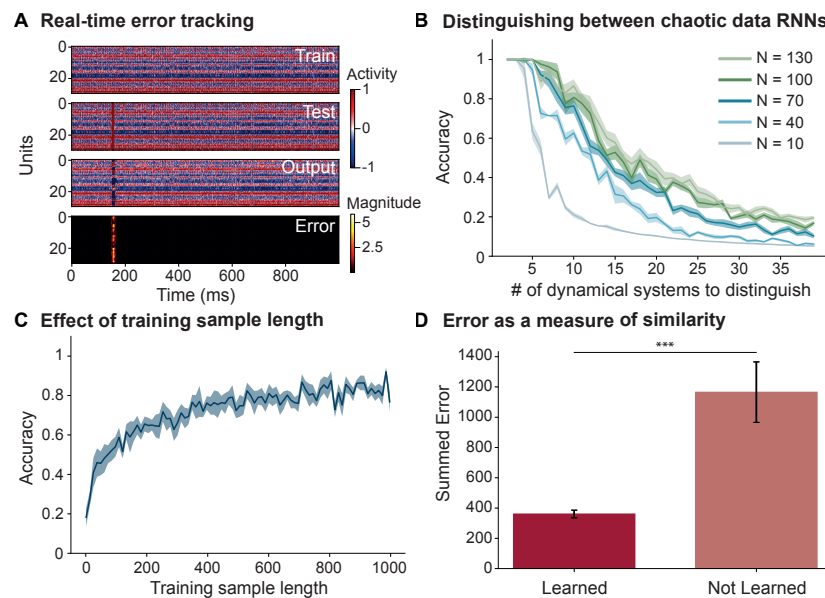 A Real-time error tracking
0
Train
20
0
Test
20
0
Output
20
0
Error
20
Units
0 200 400 600 800
Time (ms)
Activity
1
0
-1
Magnitude
5
2.5
B Distinguishing between chaotic data RNNs
1
0.8
0.6
0.4
0.2
0
Accuracy
N = 130
N = 100
N = 70
N = 40
N = 10
5 10 15 20 25 30 35
# of dynamical systems to distinguish
C Effect of training sample length
1
0.8
0.6
0.4
0.2
0
Accuracy
0 200 400 600 800 1000
Training sample length
D Error as a measure of similarity
***
1400
1200
1000
800
600
400
200
0
Summed Error
Learned Not Learned